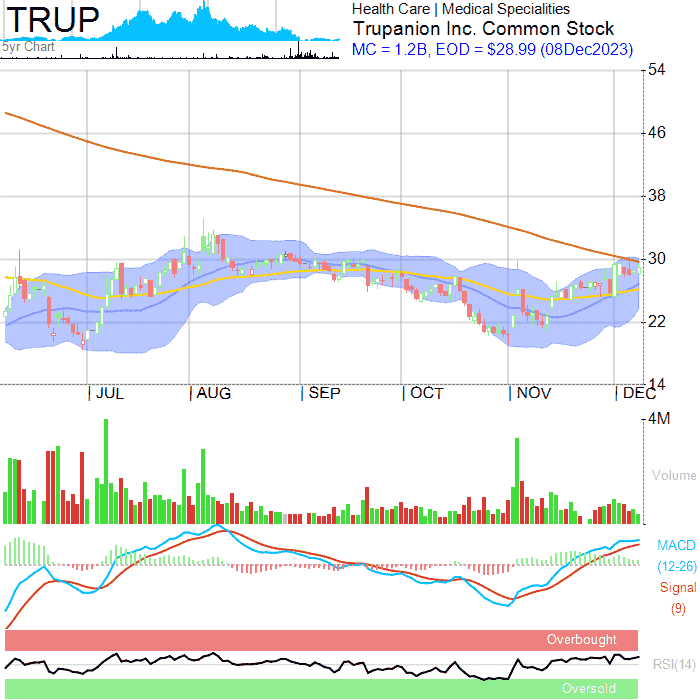 TRUP
5yr Chart
Health Care | Medical Specialities
Trupanion Inc. Common Stock
MC = 1.2B, EOD = $28.99 (08Dec2023)
54
46
38
30
22
14
JUL AUG SEP OCT NOV DEC
4M
Volume
MACD
(12-26)
Signal
(9)
Overbought
RSI(14)
Oversold